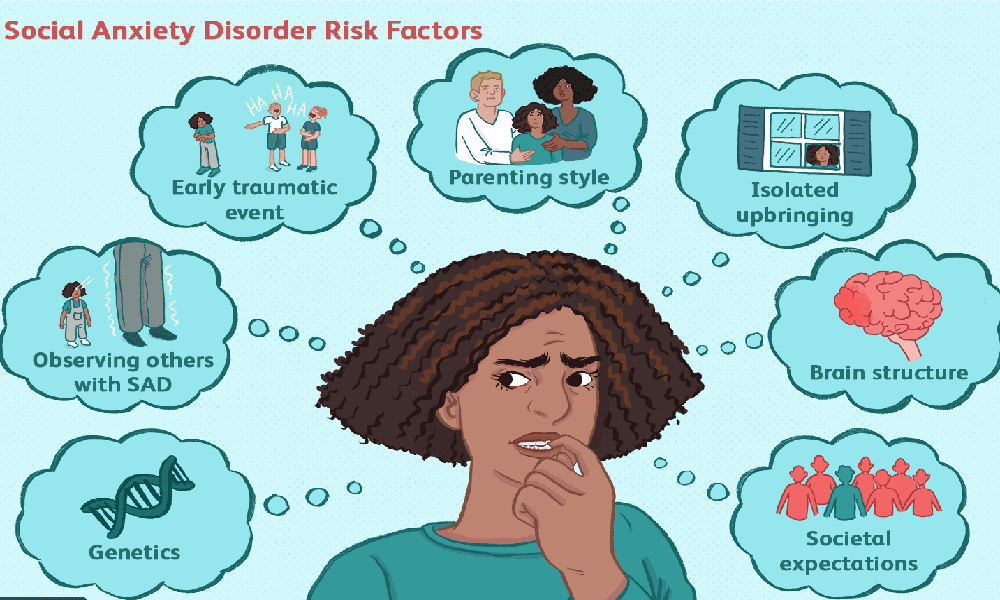 Social Anxiety Disorder Risk Factors
HA HA HA
Early traumatic
event
Parenting style
Isolated
upbringing
Observing others
with SAD
Brain structure
Genetics
Societal
expectations